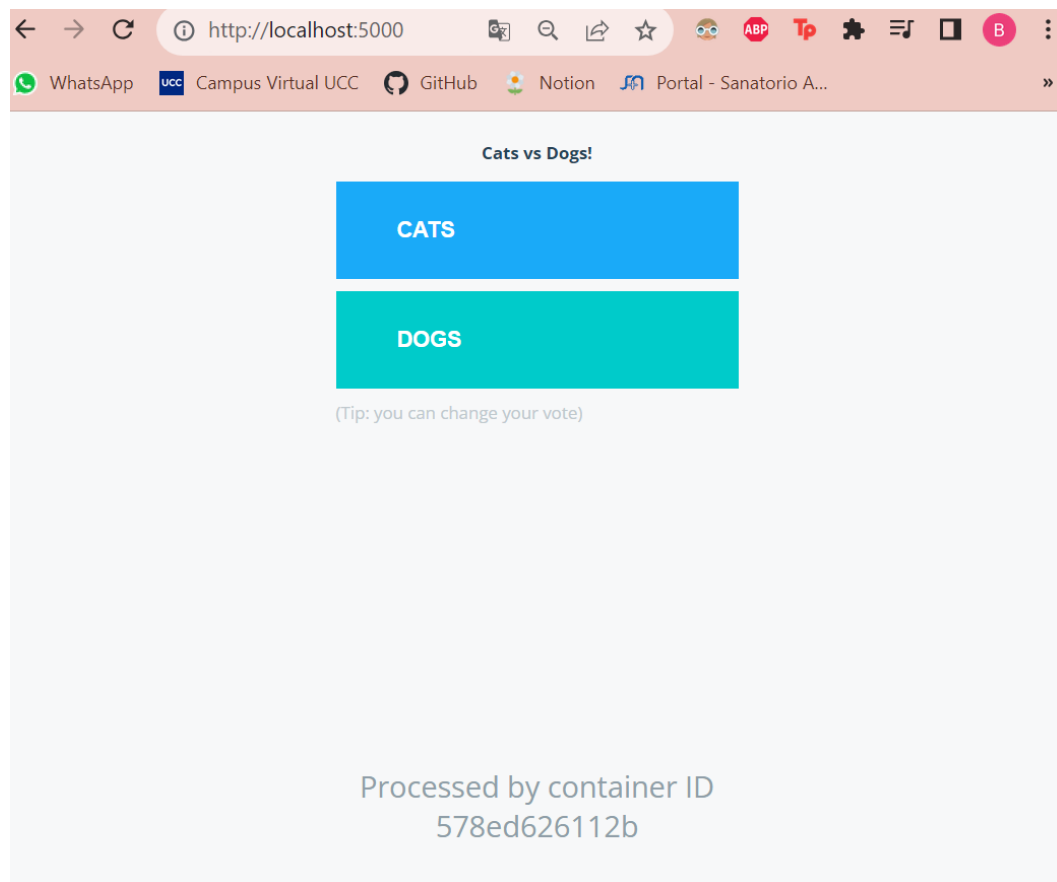 http://localhost:5000
ABP
Tp
B
WhatsApp
UCC
Campus Virtual UCC
GitHub
Notion
Portal - Sanatorio A...
»
Cats vs Dogs!
CATS
DOGS
(Tip: you can change your vote)
Processed by container ID
578ed626112b